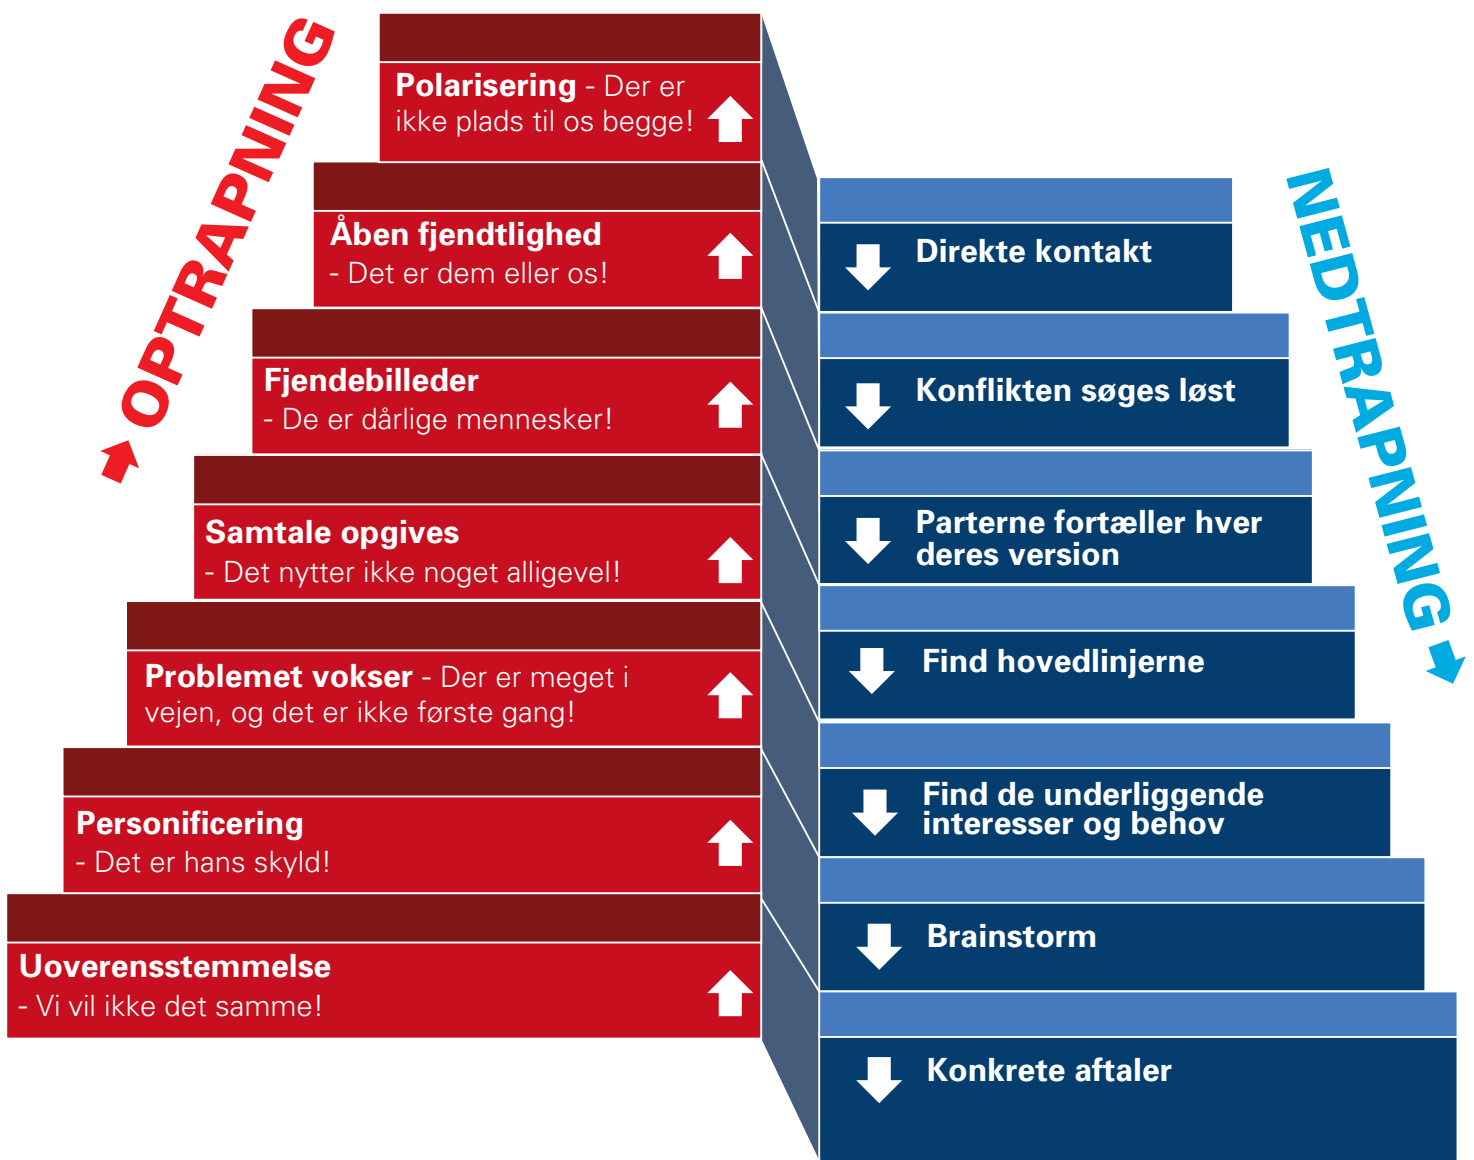 OPTRAPNING
Polarisering - Der er
ikke plads til os begge!
Åben fjendtlighed
- Det er dem eller os!
Fjendebilleder
- De er dårlige mennesker!
Samtale opgives
- Det nytter ikke noget alligevel!
Problemet vokser - Der er meget i
vejen, og det er ikke første gang!
Personificering
- Det er hans skyld!
Uoverensstemmelse
- Vi vil ikke det samme!
NEDTRAPNING
Direkte kontakt
Konflikten søges løst
Parterne fortæller hver
deres version
Find hovedlinjerne
Find de underliggende
interesser og behov
Brainstorm
Konkrete aftaler